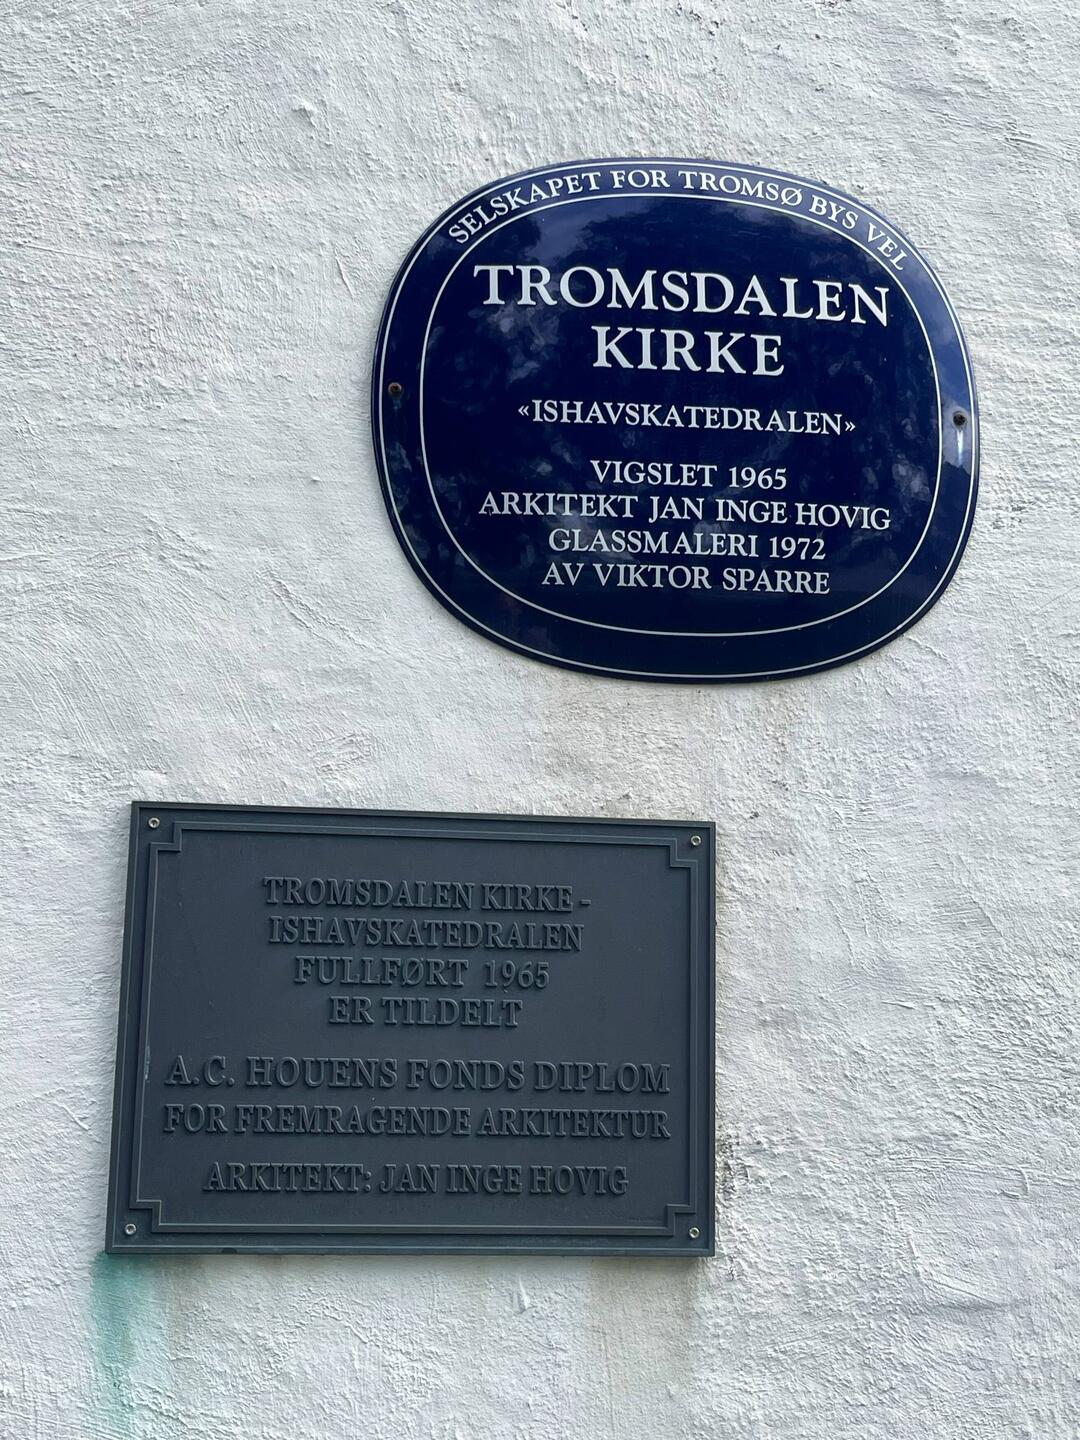 SELSKAPET FOR TROMSØ BYS VEL
TROMSDALEN
KIRKE
«ISHAVSKATEDRALEN»
VIGSLET 1965
ARKITEKT JAN INGE HOVIG
GLASSMALERI 1972
AV VIKTOR SPARRE
TROMSDALEN KIRKE -
ISHAVSKATEDRALEN
FULLFØRT 1965
ER TILDELT
A.C. HOUENS FONDS DIPLOM
FOR FREMRAGENDE ARKITEKTUR
ARKITEKT: JAN INGE HOVIG